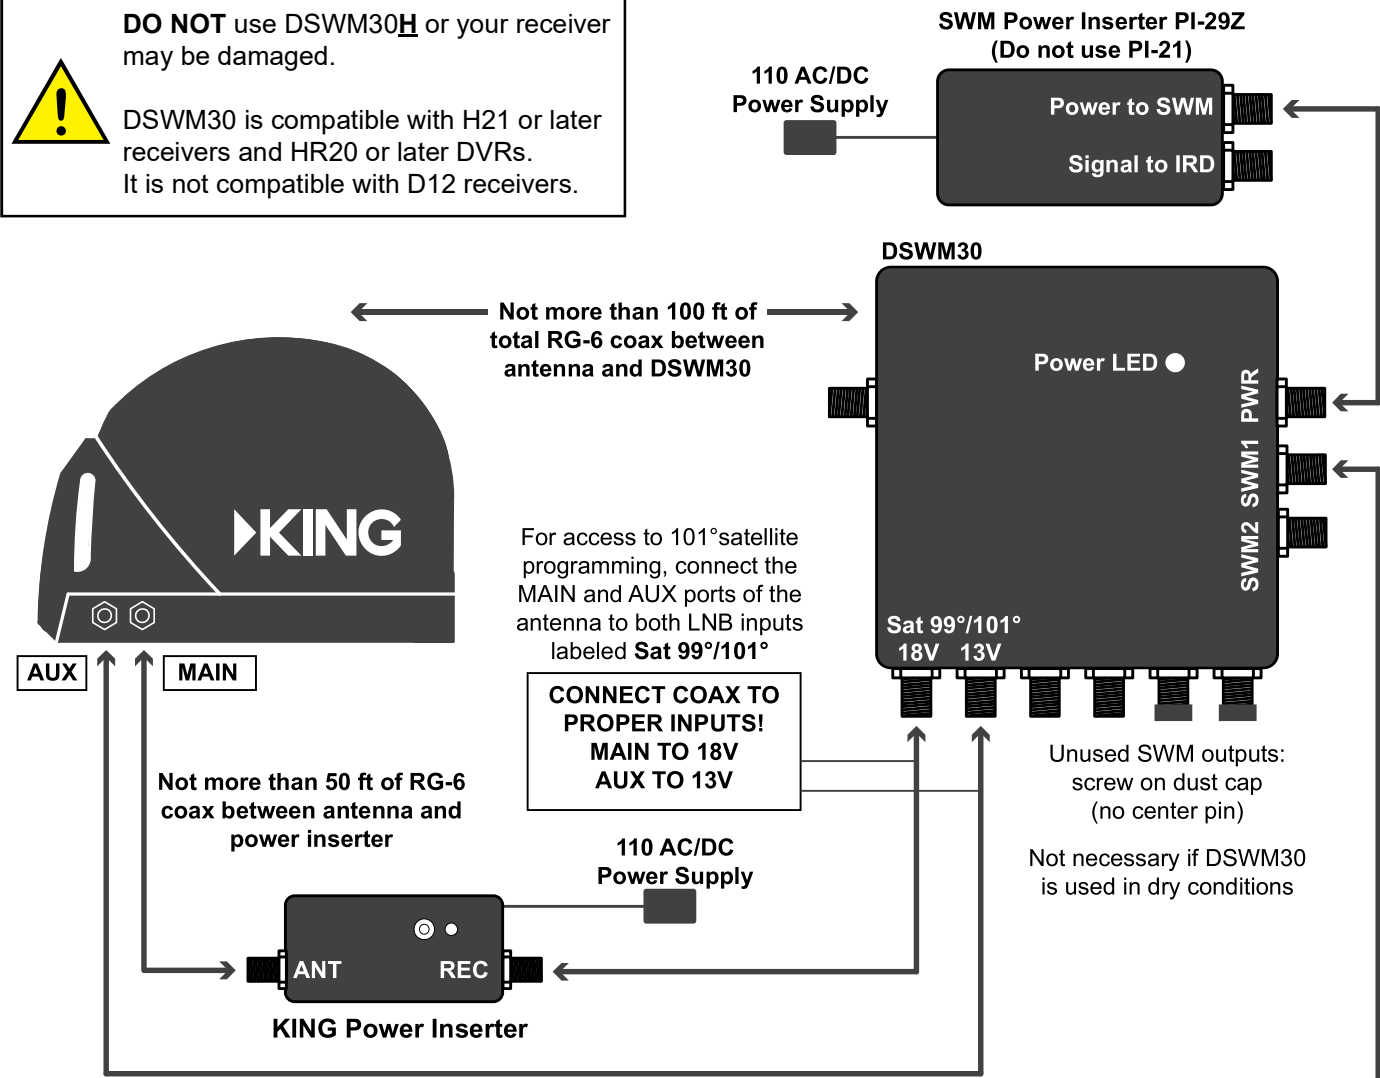 DO NOT use DSWM30H or your receiver
may be damaged.
DSWM30 is compatible with H21 or later
receivers and HR20 or later DVRs.
It is not compatible with D12 receivers.
SWM Power Inserter PI-29Z
(Do not use PI-21)
110 AC/DC
Power Supply
Power to SWM
Signal to IRD
DSWM30
Not more than 100 ft of
total RG-6 coax between
antenna and DSWM30
Power LED
PWR
SWM1
SWM2
KING
For access to 101°satellite
programming, connect the
MAIN and AUX ports of the
antenna to both LNB inputs
labeled Sat 99°/101°
Sat 99°/101°
18V 13V
AUX
MAIN
CONNECT COAX TO
PROPER INPUTS!
MAIN TO 18V
AUX TO 13V
Unused SWM outputs:
screw on dust cap
(no center pin)
Not necessary if DSWM30
is used in dry conditions
Not more than 50 ft of RG-6
coax between antenna and
power inserter
110 AC/DC
Power Supply
ANT
REC
KING Power Inserter